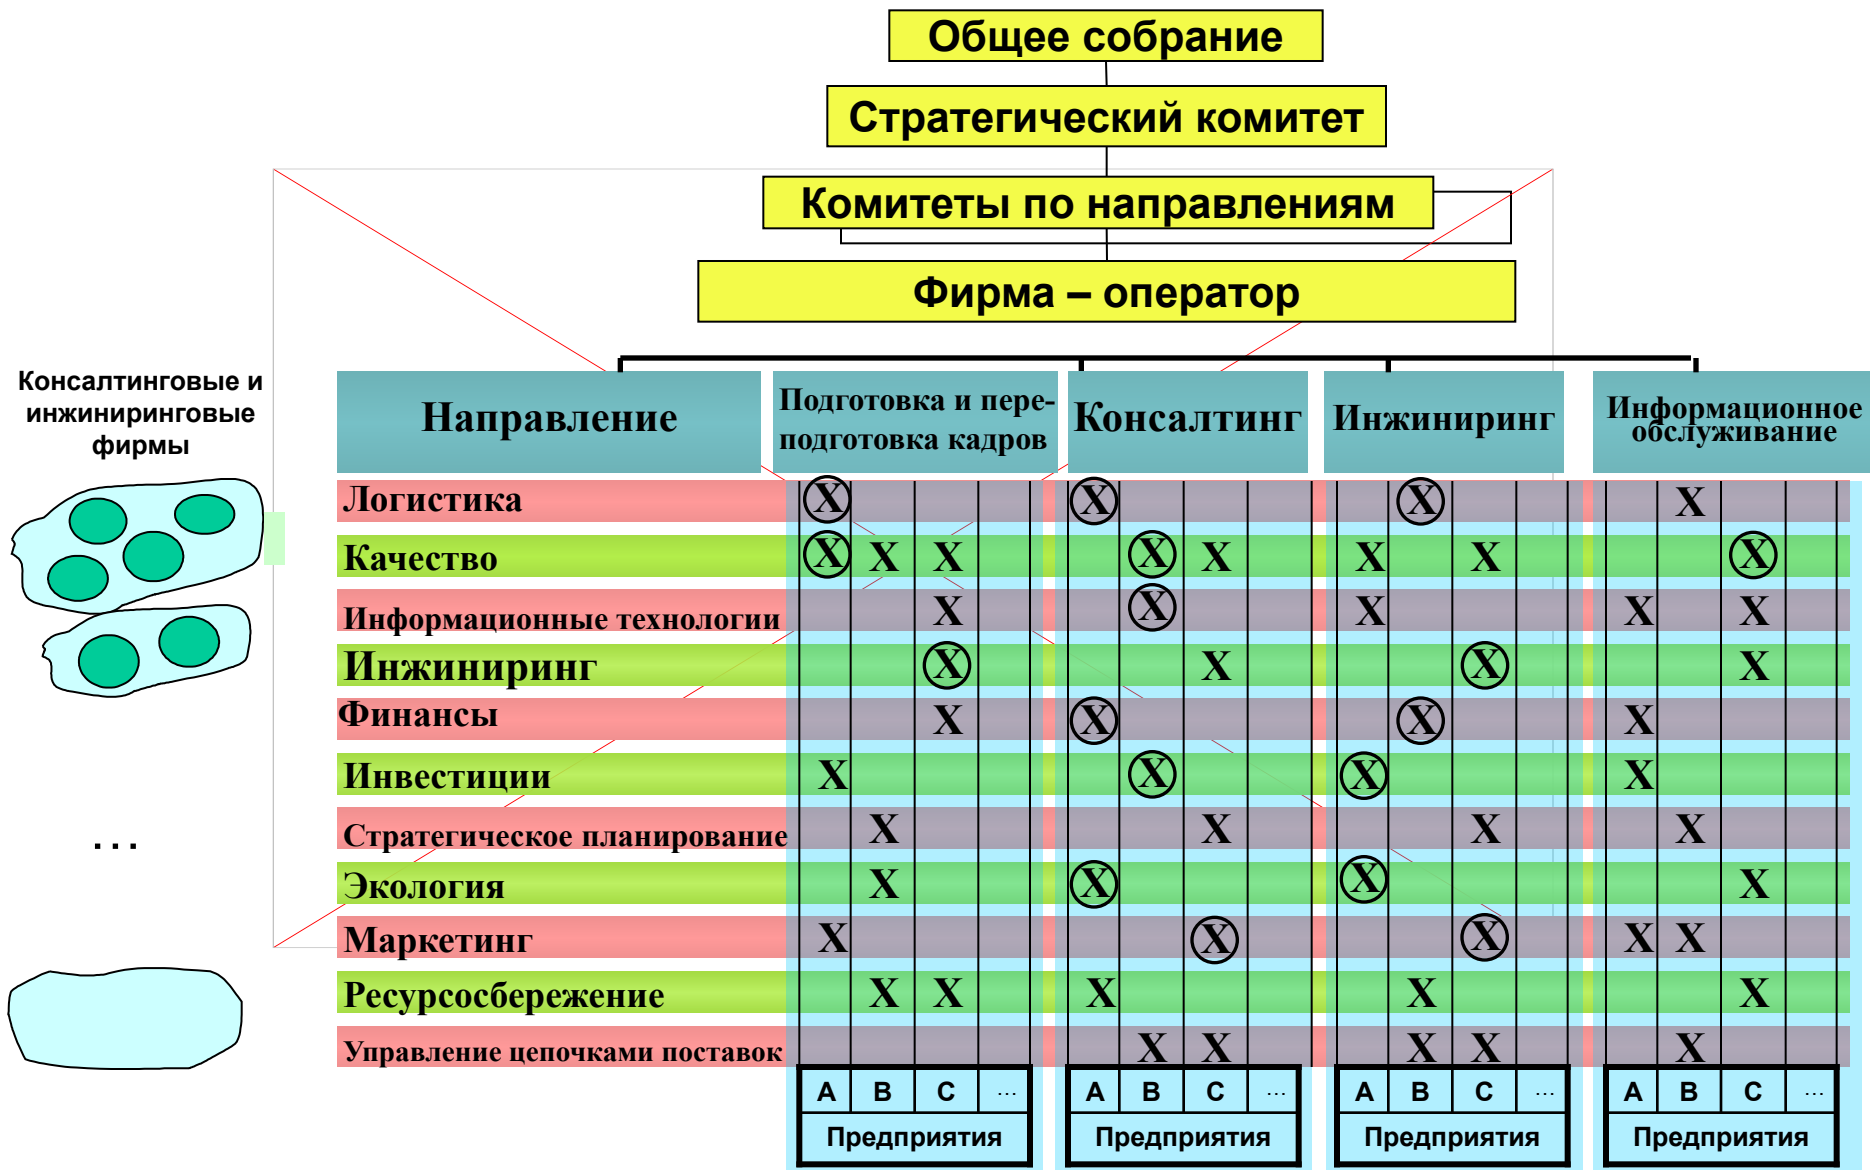 Общее собрание
Стратегический комитет
Комитеты по направлениям
Фирма – оператор
Консалтинговые и
инжиниринговые
фирмы
Направление
Подготовка и пере-
подготовка кадров
Консалтинг
Инжиниринг
Информационное
обслуживание
Логистика X X X X
Качество X X X X X X X X
Информационные технологии X X X X X
Инжиниринг X X X X
Финансы X X X X
Инвестиции X X X X
...
Стратегическое планирование X X X X
Экология X X X X
Маркетинг X X X X X
Ресурсосбережение X X X X X
Управление цепочками поставок X X X X X
A B C ... A B C ... A B C ... A B C ...
Предприятия Предприятия Предприятия Предприятия